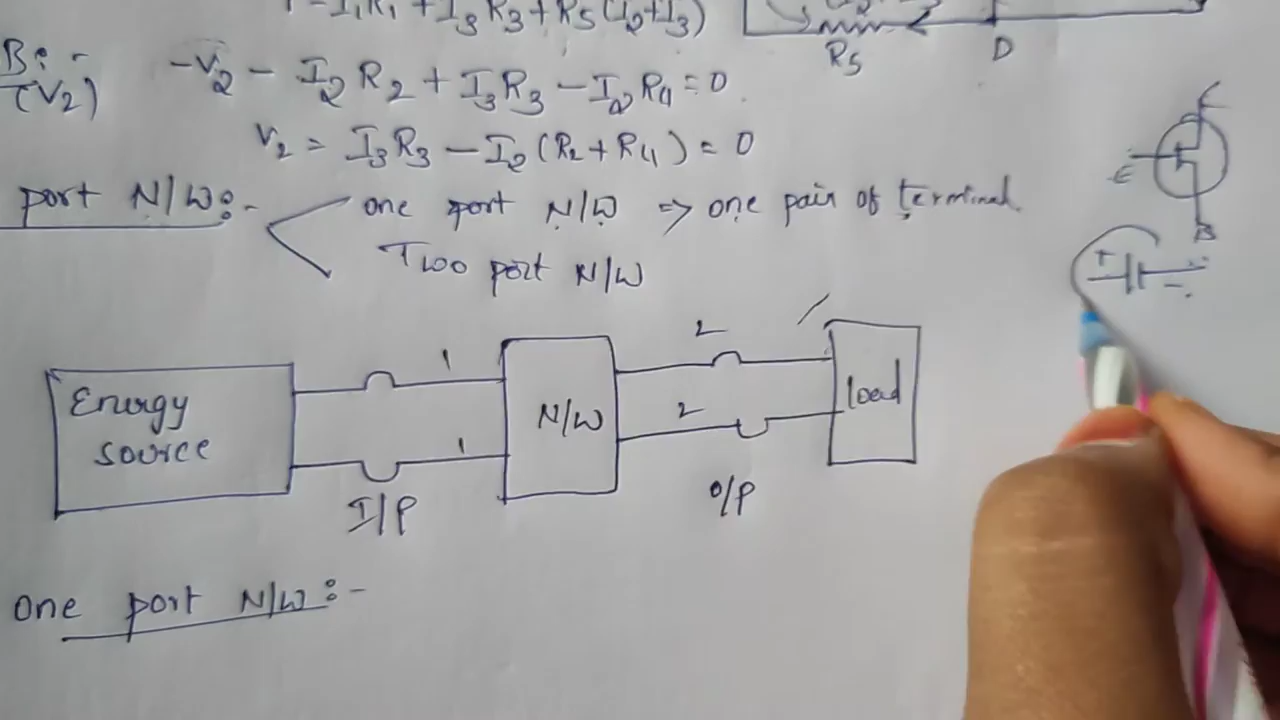 V - I₁R₁ + I₃R₃ + R₅(I₂+I₃)
R₅ D
B:-
(V₂)
-V₂ - I₂R₂ + I₃R₃ - I₂R₄ = 0
V₂ = I₃R₃ - I₂(R₂+R₄) = 0
C
E
B
port N/W:-
one port N/W => one pair of terminal.
Two port N/W
+ -
Energy source
1
1
I/P
N/W
2
2
O/P
load
One port N/W:-